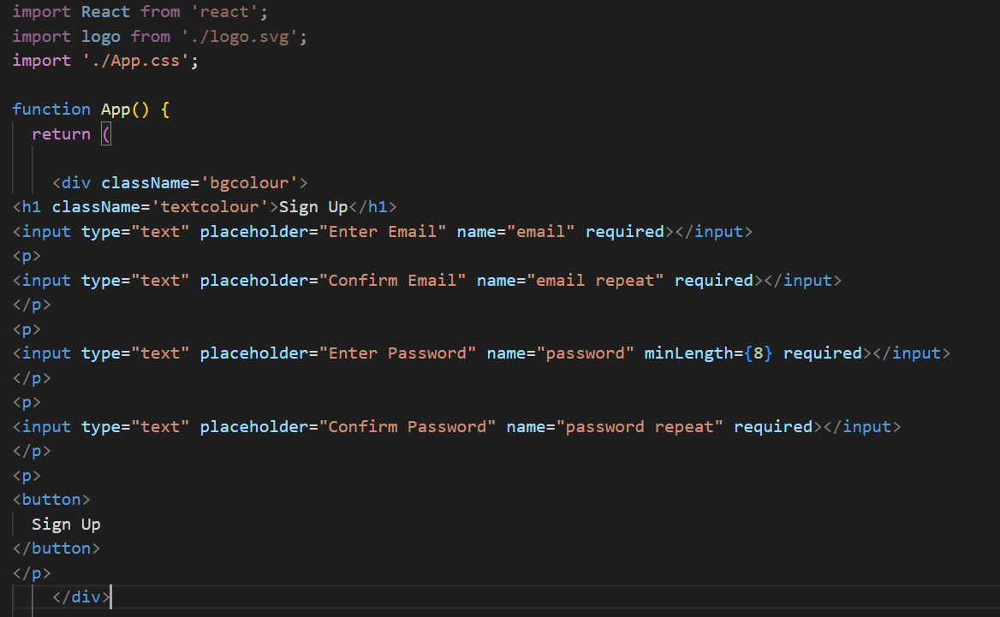 import React from 'react';
import logo from './logo.svg';
import './App.css';
function App() {
return (
<div className='bgcolour'>
<h1 className='textcolour'>Sign Up</h1>
<input type="text" placeholder="Enter Email" name="email" required></input>
<p>
<input type="text" placeholder="Confirm Email" name="email repeat" required></input>
</p>
<p>
<input type="text" placeholder="Enter Password" name="password" minLength={8} required></input>
</p>
<p>
<input type="text" placeholder="Confirm Password" name="password repeat" required></input>
</p>
<p>
<button>
Sign Up
</button>
</p>
</div>